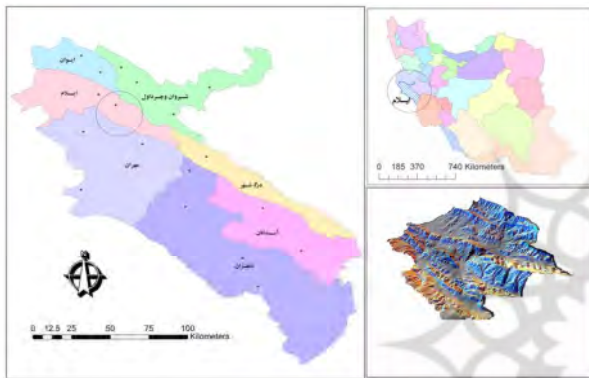 ایوان
شیروان وچرداول
ایلام
مهران
دره شهر
آبدانان
دهلران
0 12.5 25 50 75 100
Kilometers
ایلام
0 185 370 740 Kilometers